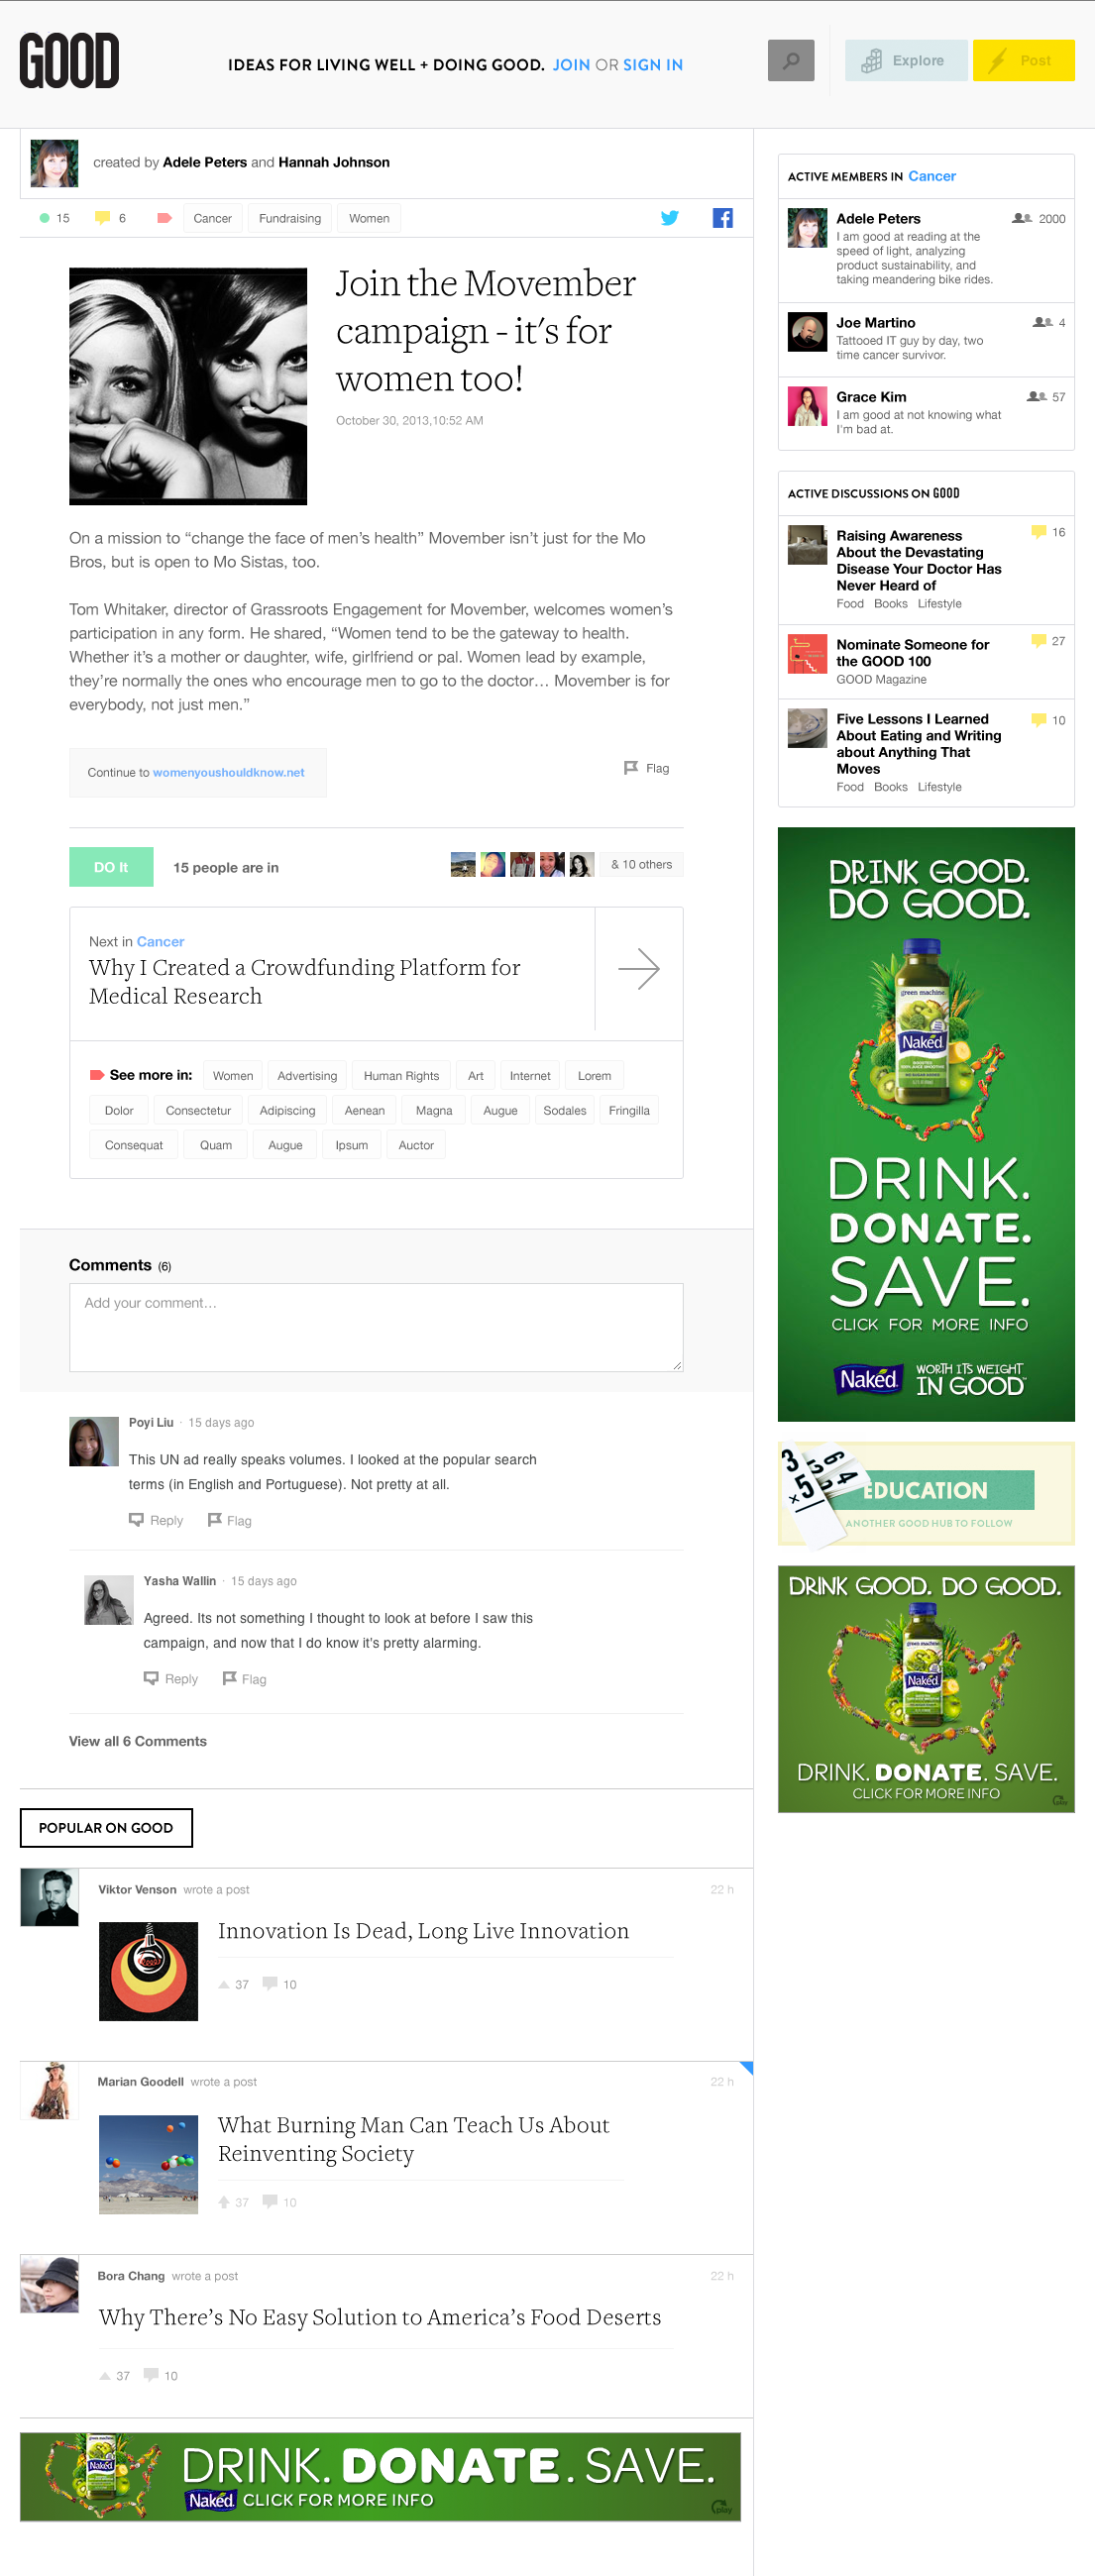 GOOD
IDEAS FOR LIVING WELL + DOING GOOD. JOIN OR SIGN IN
Explore
Post
created by Adele Peters and Hannah Johnson
15
6
Cancer
Fundraising
Women
Join the Movember
campaign - it's for
women too!
October 30, 2013,10:52 AM
On a mission to “change the face of men’s health” Movember isn’t just for the Mo
Bros, but is open to Mo Sistas, too.
Tom Whitaker, director of Grassroots Engagement for Movember, welcomes women’s
participation in any form. He shared, “Women tend to be the gateway to health.
Whether it’s a mother or daughter, wife, girlfriend or pal. Women lead by example,
they’re normally the ones who encourage men to go to the doctor… Movember is for
everybody, not just men.”
Continue to womenyoushouldknow.net
Flag
DO It
15 people are in
& 10 others
Next in Cancer
Why I Created a Crowdfunding Platform for
Medical Research
See more in: Women Advertising Human Rights Art Internet Lorem
Dolor Consectetur Adipiscing Aenean Magna Augue Sodales Fringilla
Consequat Quam Augue Ipsum Auctor
Comments (6)
Add your comment…
Poyi Liu · 15 days ago
This UN ad really speaks volumes. I looked at the popular search
terms (in English and Portuguese). Not pretty at all.
Reply Flag
Yasha Wallin · 15 days ago
Agreed. Its not something I thought to look at before I saw this
campaign, and now that I do know it's pretty alarming.
Reply Flag
View all 6 Comments
POPULAR ON GOOD
Viktor Venson wrote a post
22 h
Innovation Is Dead, Long Live Innovation
37 10
Marian Goodell wrote a post
22 h
What Burning Man Can Teach Us About
Reinventing Society
37 10
Bora Chang wrote a post
22 h
Why There’s No Easy Solution to America’s Food Deserts
37 10
Naked
DRINK. DONATE. SAVE.
Naked CLICK FOR MORE INFO
play
ACTIVE MEMBERS IN Cancer
Adele Peters
2000
I am good at reading at the
speed of light, analyzing
product sustainability, and
taking meandering bike rides.
Joe Martino
4
Tattooed IT guy by day, two
time cancer survivor.
Grace Kim
57
I am good at not knowing what
I'm bad at.
ACTIVE DISCUSSIONS ON GOOD
Raising Awareness
16
About the Devastating
Disease Your Doctor Has
Never Heard of
Food Books Lifestyle
Nominate Someone for
27
the GOOD 100
GOOD Magazine
Five Lessons I Learned
10
About Eating and Writing
about Anything That
Moves
Food Books Lifestyle
DRINK GOOD.
DO GOOD.
green machine
Naked
DRINK.
DONATE.
SAVE.
CLICK FOR MORE INFO
Naked
WORTH ITS WEIGHT
IN GOOD
EDUCATION
ANOTHER GOOD HUB TO FOLLOW
DRINK GOOD. DO GOOD.
green machine
Naked
DRINK. DONATE. SAVE.
CLICK FOR MORE INFO
play